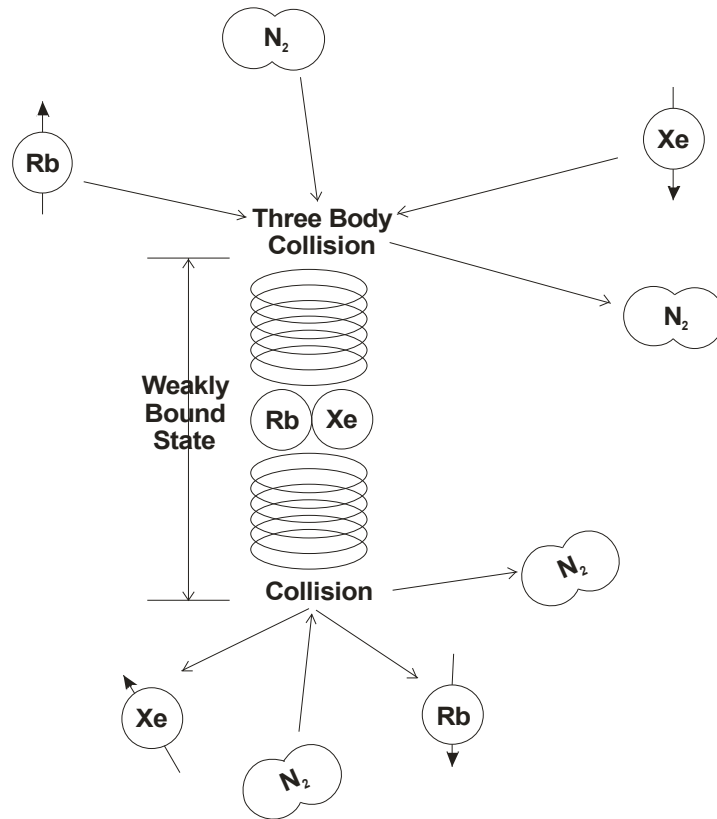 N₂
Rb
Xe
Three Body
Collision
N₂
Weakly
Bound
State
Rb
Xe
N₂
Collision
Xe
Rb
N₂